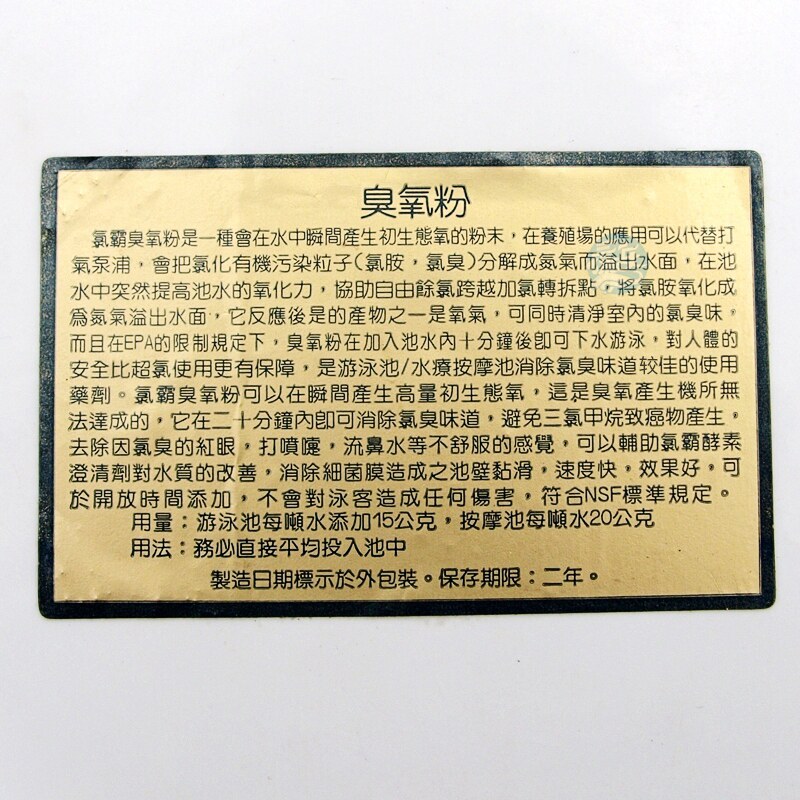 臭氧粉
氯霸臭氧粉是一種會在水中瞬間產生初生態氧的粉末，在養殖場的應用可以代替打
氣泵浦，會把氯化有機污染粒子(氯胺，氯臭)分解成氮氣而溢出水面，在池
水中突然提高池水的氧化力，協助自由餘氯跨越加氯轉拆點，將氯胺氧化成
為氮氣溢出水面，它反應後是的產物之一是氧氣，可同時清淨室內的氯臭味，
而且在EPA的限制規定下，臭氧粉在加入池水內十分鐘後卽可下水游泳，對人體的
安全比超氯使用更有保障，是游泳池/水療按摩池消除氯臭味道較佳的使用
藥劑。氯霸臭氧粉可以在瞬間產生高量初生態氧，這是臭氧產生機所無
法達成的，它在二十分鐘內卽可消除氯臭味道，避免三氯甲烷致癌物產生。
去除因氯臭的紅眼，打噴嚏，流鼻水等不舒服的感覺，可以輔助氯霸酵素
澄清劑對水質的改善，消除細菌膜造成之池壁黏滑，速度快，效果好，可
於開放時間添加，不會對泳客造成任何傷害，符合NSF標準規定。
用量：游泳池每噸水添加15公克，按摩池每噸水20公克
用法：務必直接平均投入池中
製造日期標示於外包裝。保存期限：二年。